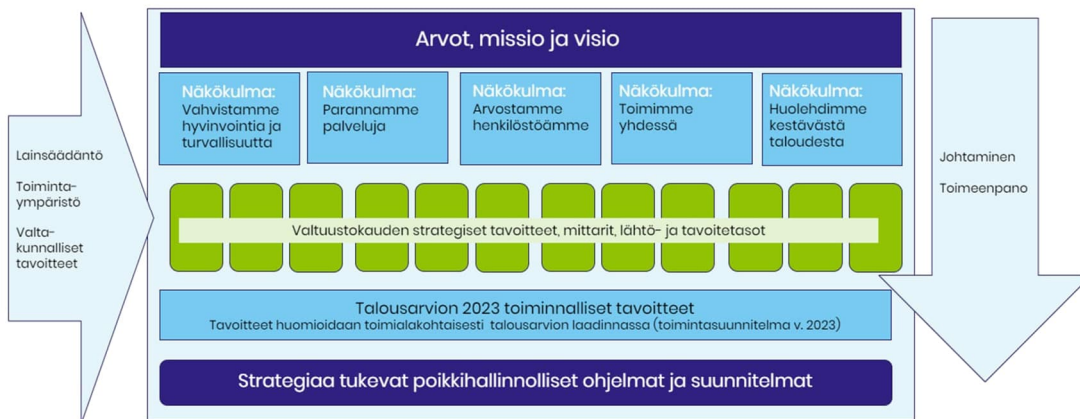 Arvot, missio ja visio
Näkökulma:
Vahvistamme
hyvinvointia ja
turvallisuutta
Näkökulma:
Parannamme
palveluja
Näkökulma:
Arvostamme
henkilöstöämme
Näkökulma:
Toimimme
yhdessä
Näkökulma:
Huolehdimme
kestävästä
taloudesta
Lainsäädäntö
Toiminta-
ympäristö
Valta-
kunnalliset
tavoitteet
Johtaminen
Toimeenpano
Valtuustokauden strategiset tavoitteet, mittarit, lähtö- ja tavoitetasot
Talousarvion 2023 toiminnalliset tavoitteet
Tavoitteet huomioidaan toimialakohtaisesti talousarvion laadinnassa (toimintasuunnitelma v. 2023)
Strategiaa tukevat poikkihallinnolliset ohjelmat ja suunnitelmat